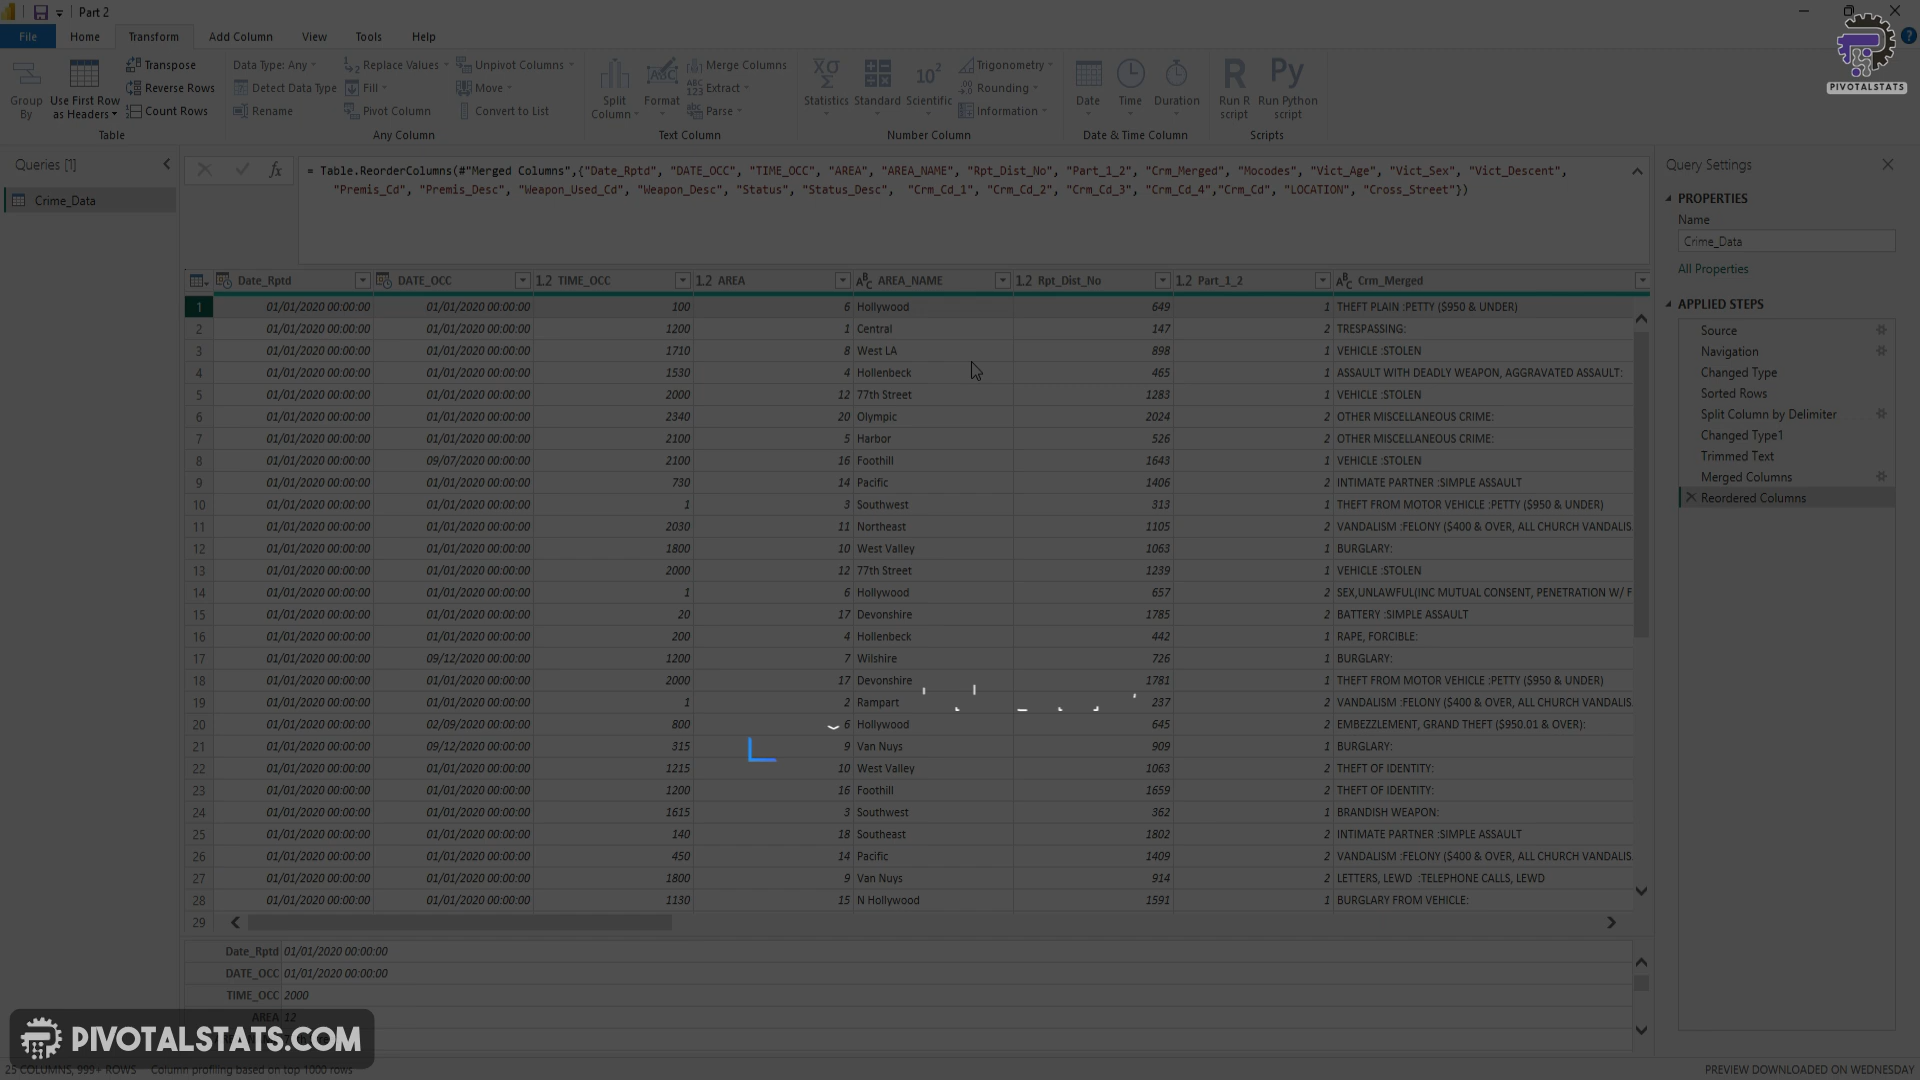 Part 2
File Home Transform Add Column View Tools Help
PIVOTALSTATS
Group By
Use First Row as Headers
Transpose
Reverse Rows
Count Rows
Table
Data Type: Any
Detect Data Type
Rename
Replace Values
Fill
Pivot Column
Unpivot Columns
Move
Convert to List
Any Column
Split Column
Format
Merge Columns
Extract
Parse
Text Column
Statistics Standard Scientific
Trigonometry
Rounding
Information
Number Column
Date Time Duration
Date & Time Column
Run R script
Run Python script
Scripts
Queries [1]
Crime_Data
= Table.ReorderColumns(#"Merged Columns",{"Date_Rptd", "DATE_OCC", "TIME_OCC", "AREA", "AREA_NAME", "Rpt_Dist_No", "Part_1_2", "Crm_Merged", "Mocodes", "Vict_Age", "Vict_Sex", "Vict_Descent",
"Premis_Cd", "Premis_Desc", "Weapon_Used_Cd", "Weapon_Desc", "Status", "Status_Desc", "Crm_Cd_1", "Crm_Cd_2", "Crm_Cd_3", "Crm_Cd_4","Crm_Cd", "LOCATION", "Cross_Street"})
Date_Rptd DATE_OCC 1.2 TIME_OCC 1.2 AREA ABC AREA_NAME 1.2 Rpt_Dist_No 1.2 Part_1_2 ABC Crm_Merged
1 01/01/2020 00:00:00 01/01/2020 00:00:00 100 6 Hollywood 649 1 THEFT PLAIN :PETTY ($950 & UNDER)
2 01/01/2020 00:00:00 01/01/2020 00:00:00 1200 1 Central 147 2 TRESPASSING:
3 01/01/2020 00:00:00 01/01/2020 00:00:00 1710 8 West LA 898 1 VEHICLE :STOLEN
4 01/01/2020 00:00:00 01/01/2020 00:00:00 1530 4 Hollenbeck 465 1 ASSAULT WITH DEADLY WEAPON, AGGRAVATED ASSAULT:
5 01/01/2020 00:00:00 01/01/2020 00:00:00 2000 12 77th Street 1283 1 VEHICLE :STOLEN
6 01/01/2020 00:00:00 01/01/2020 00:00:00 2340 20 Olympic 2024 2 OTHER MISCELLANEOUS CRIME:
7 01/01/2020 00:00:00 01/01/2020 00:00:00 2100 5 Harbor 526 2 OTHER MISCELLANEOUS CRIME:
8 01/01/2020 00:00:00 09/07/2020 00:00:00 2100 16 Foothill 1643 1 VEHICLE :STOLEN
9 01/01/2020 00:00:00 01/01/2020 00:00:00 730 14 Pacific 1406 2 INTIMATE PARTNER :SIMPLE ASSAULT
10 01/01/2020 00:00:00 01/01/2020 00:00:00 1 3 Southwest 313 1 THEFT FROM MOTOR VEHICLE :PETTY ($950 & UNDER)
11 01/01/2020 00:00:00 01/01/2020 00:00:00 2030 11 Northeast 1105 2 VANDALISM :FELONY ($400 & OVER, ALL CHURCH VANDALIS
12 01/01/2020 00:00:00 01/01/2020 00:00:00 1800 10 West Valley 1063 1 BURGLARY:
13 01/01/2020 00:00:00 01/01/2020 00:00:00 2000 12 77th Street 1239 1 VEHICLE :STOLEN
14 01/01/2020 00:00:00 01/01/2020 00:00:00 1 6 Hollywood 657 2 SEX,UNLAWFUL(INC MUTUAL CONSENT, PENETRATION W/ F
15 01/01/2020 00:00:00 01/01/2020 00:00:00 20 17 Devonshire 1785 2 BATTERY :SIMPLE ASSAULT
16 01/01/2020 00:00:00 01/01/2020 00:00:00 200 4 Hollenbeck 442 1 RAPE, FORCIBLE:
17 01/01/2020 00:00:00 09/12/2020 00:00:00 1200 7 Wilshire 726 1 BURGLARY:
18 01/01/2020 00:00:00 01/01/2020 00:00:00 2000 17 Devonshire 1781 1 THEFT FROM MOTOR VEHICLE :PETTY ($950 & UNDER)
19 01/01/2020 00:00:00 01/01/2020 00:00:00 1 2 Rampart 237 2 VANDALISM :FELONY ($400 & OVER, ALL CHURCH VANDALIS
20 01/01/2020 00:00:00 02/09/2020 00:00:00 800 6 Hollywood 645 2 EMBEZZLEMENT, GRAND THEFT ($950.01 & OVER):
21 01/01/2020 00:00:00 09/12/2020 00:00:00 315 9 Van Nuys 909 1 BURGLARY:
22 01/01/2020 00:00:00 01/01/2020 00:00:00 1215 10 West Valley 1063 2 THEFT OF IDENTITY:
23 01/01/2020 00:00:00 01/01/2020 00:00:00 1200 16 Foothill 1659 2 THEFT OF IDENTITY:
24 01/01/2020 00:00:00 01/01/2020 00:00:00 1615 3 Southwest 362 1 BRANDISH WEAPON:
25 01/01/2020 00:00:00 01/01/2020 00:00:00 140 18 Southeast 1802 2 INTIMATE PARTNER :SIMPLE ASSAULT
26 01/01/2020 00:00:00 01/01/2020 00:00:00 450 14 Pacific 1409 2 VANDALISM :FELONY ($400 & OVER, ALL CHURCH VANDALIS
27 01/01/2020 00:00:00 01/01/2020 00:00:00 1800 9 Van Nuys 914 2 LETTERS, LEWD :TELEPHONE CALLS, LEWD
28 01/01/2020 00:00:00 01/01/2020 00:00:00 1130 15 N Hollywood 1591 1 BURGLARY FROM VEHICLE:
29
Date_Rptd 01/01/2020 00:00:00
DATE_OCC 01/01/2020 00:00:00
TIME_OCC 2000
AREA 12
PIVOTALSTATS.COM
25 COLUMNS, 999+ ROWS Column profiling based on top 1000 rows
PREVIEW DOWNLOADED ON WEDNESDAY
Query Settings
PROPERTIES
Name
Crime_Data
All Properties
APPLIED STEPS
Source
Navigation
Changed Type
Sorted Rows
Split Column by Delimiter
Changed Type1
Trimmed Text
Merged Columns
Reordered Columns